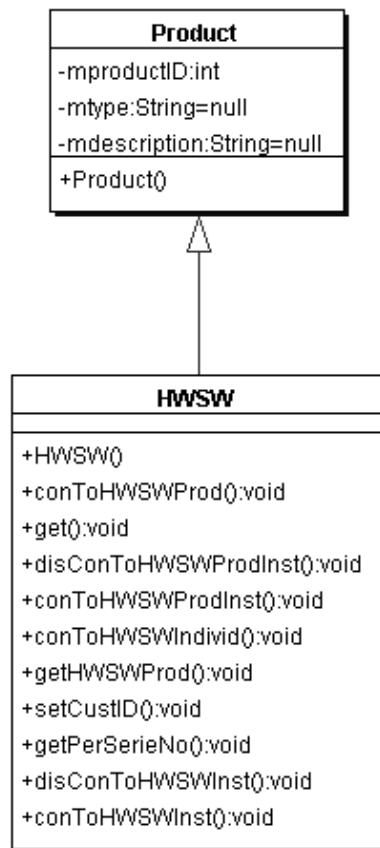 Product
-mproductID:int
-mtype:String=null
-mdescription:String=null
+Product()
HWSW
+HWSW()
+conToHWSWProd():void
+get():void
+disConToHWSWProdInst():void
+conToHWSWProdInst():void
+conToHWSWIndivid():void
+getHWSWProd():void
+setCustID():void
+getPerSerieNo():void
+disConToHWSWInst():void
+conToHWSWInst():void